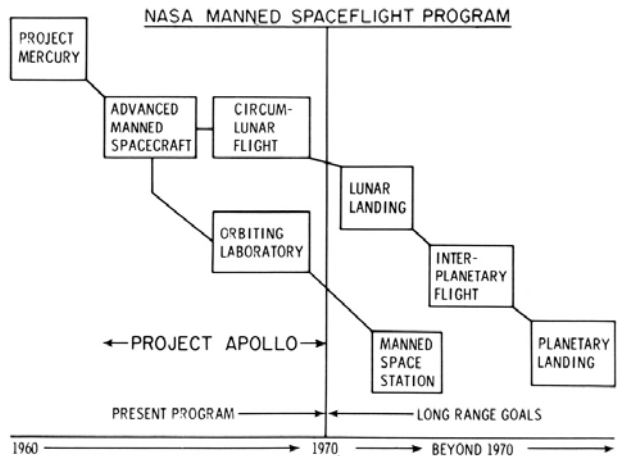 NASA MANNED SPACEFLIGHT PROGRAM
PROJECT
MERCURY
ADVANCED
MANNED
SPACECRAFT
CIRCUM-
LUNAR
FLIGHT
LUNAR
LANDING
ORBITING
LABORATORY
INTER-
PLANETARY
FLIGHT
PROJECT APOLLO
MANNED
SPACE
STATION
PLANETARY
LANDING
PRESENT PROGRAM
LONG RANGE GOALS
1960
1970
BEYOND 1970